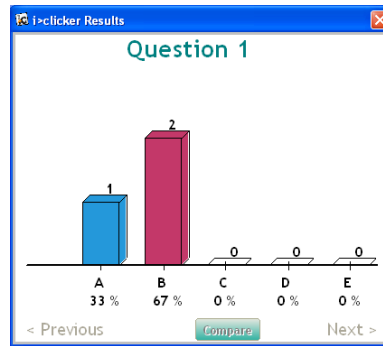 i>clicker Results
Question 1
1 2 0 0 0
A B C D E
33 % 67 % 0 % 0 % 0 %
< Previous Compare Next >